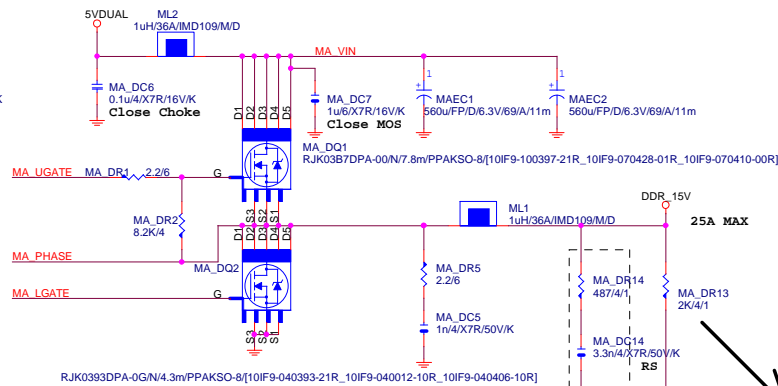 5VDUAL
ML2
1uH/36A/IMD109/M/D
MA_VIN
MA_DC6
0.1u/4/X7R/16V/K
Close Choke
K
D1
D2
D3
D4
D5
MA_DC7
1u/6/X7R/16V/K
Close MOS
1
+
MAEC1
560u/FP/D/6.3V/69/A/11m
1
+
MAEC2
560u/FP/D/6.3V/69/A/11m
MA_DQ1
RJK03B7DPA-00/N/7.8m/PPAKSO-8/[10IF9-100397-21R_10IF9-070428-01R_10IF9-070410-00R]
MA_UGATE
MA_DR1
2.2/6
G
MA_DR2
8.2K/4
S3
S2
S1
D1
D2
D3
D4
D5
ML1
1uH/36A/IMD109/M/D
DDR_15V
25A MAX
MA_PHASE
MA_DQ2
MA_LGATE
G
MA_DR5
2.2/6
MA_DC5
1n/4/X7R/50V/K
MA_DR14
487/4/1
MA_DR13
2K/4/1
MA_DC14
3.3n/4/X7R/50V/K
RS
S3
S2
S1
RJK0393DPA-0G/N/4.3m/PPAKSO-8/[10IF9-040393-21R_10IF9-040012-10R_10IF9-040406-10R]